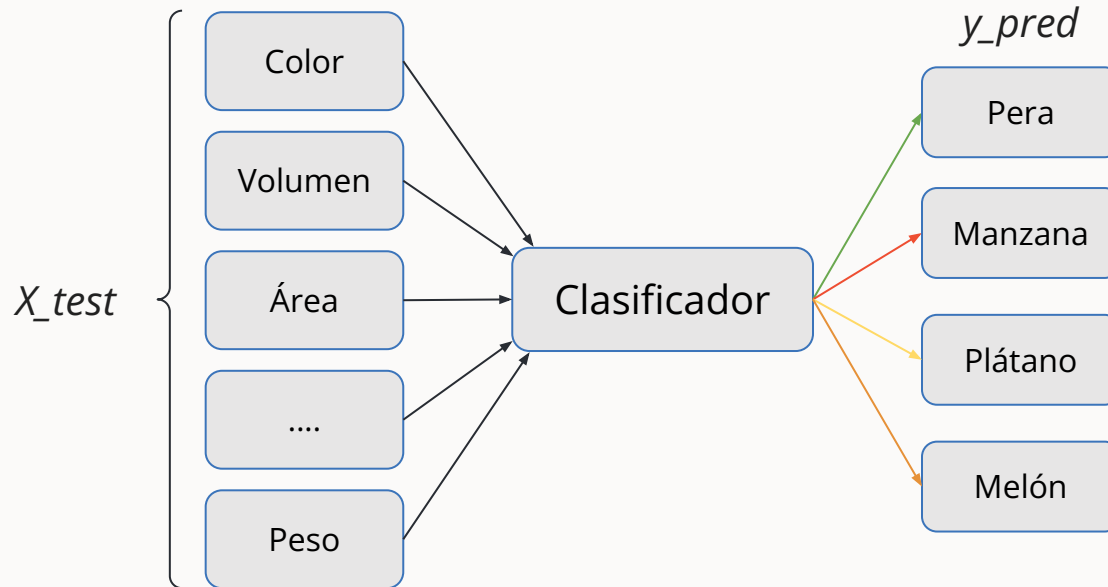 X_test
Color
Volumen
Área
....
Peso
Clasificador
y_pred
Pera
Manzana
Plátano
Melón